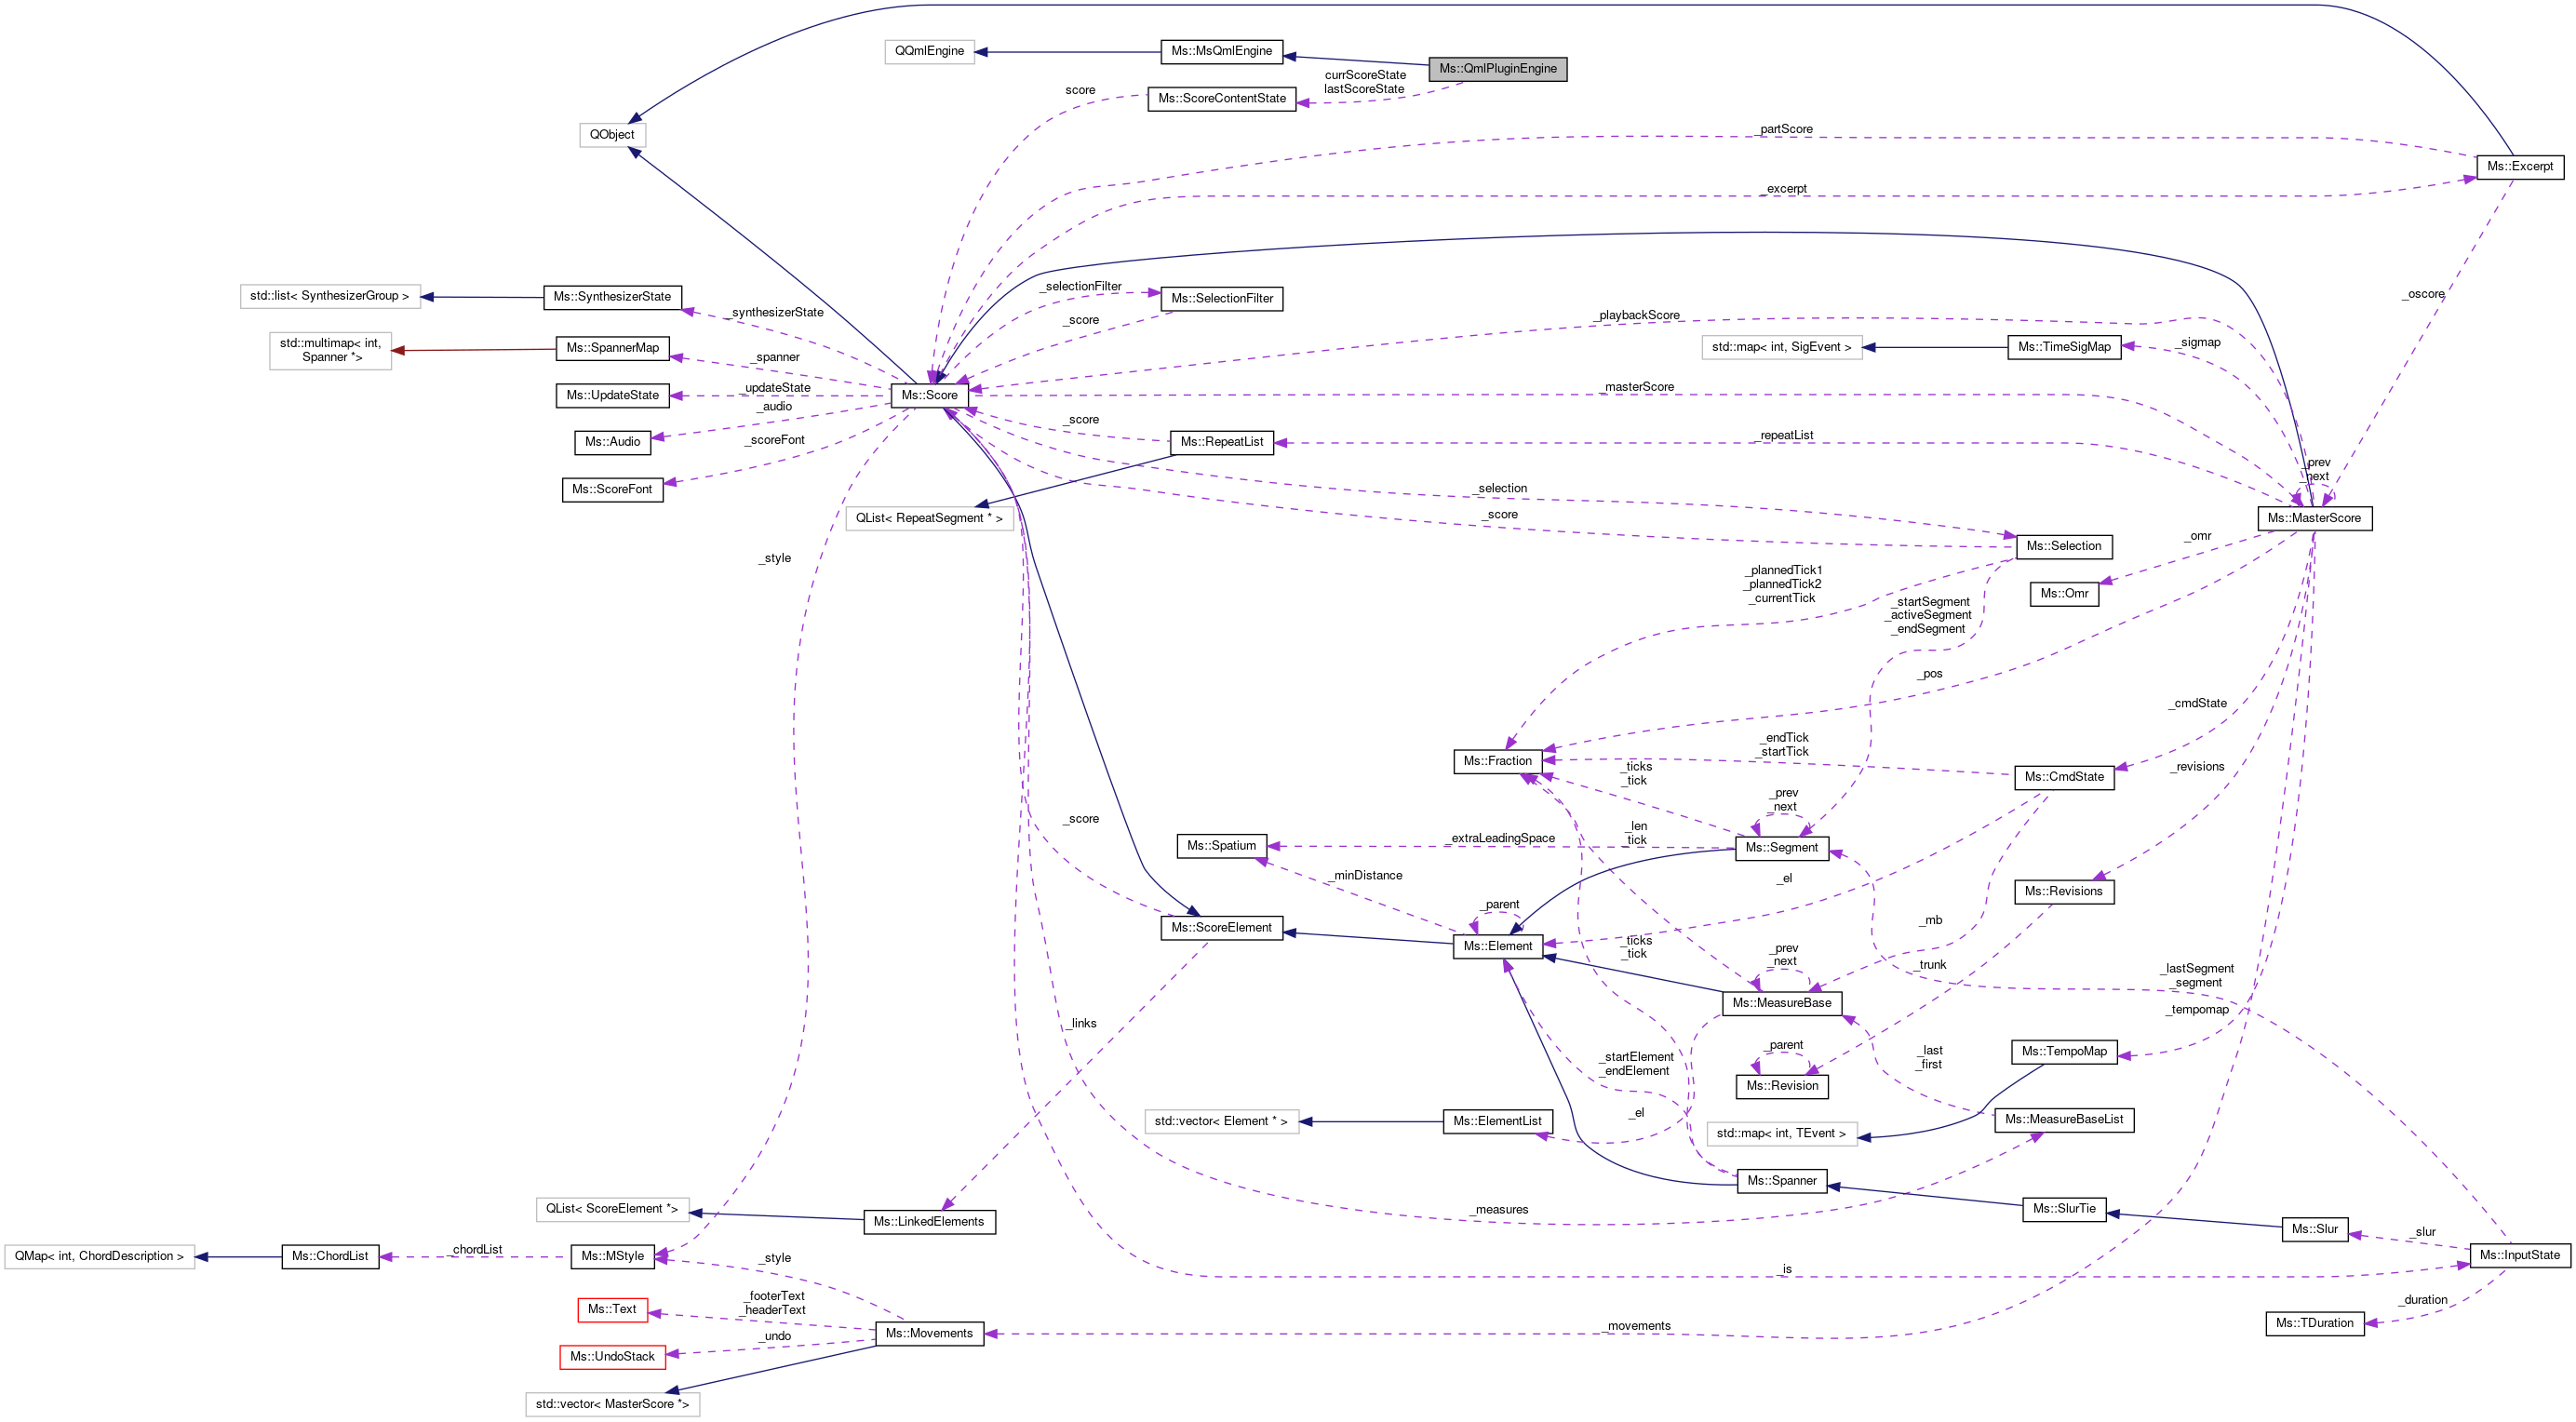 QQmlEngine
Ms::MsQmlEngine
Ms::QmlPluginEngine
currScoreState
lastScoreState
score
Ms::ScoreContentState
QObject
_partScore
Ms::Excerpt
_excerpt
std::list< SynthesizerGroup >
Ms::SynthesizerState
_synthesizerState
_selectionFilter
Ms::SelectionFilter
_score
_playbackScore
_oscore
std::multimap< int,
Spanner *>
Ms::SpannerMap
_spanner
std::map< int, SigEvent >
Ms::TimeSigMap
_sigmap
Ms::UpdateState
_updateState
Ms::Score
_masterScore
_audio
Ms::Audio
_scoreFont
_score
Ms::RepeatList
_repeatList
_prev
_next
Ms::ScoreFont
_selection
QList< RepeatSegment * >
_score
Ms::MasterScore
_style
Ms::Selection
_omr
_plannedTick1
_plannedTick2
_currentTick
Ms::Omr
_startSegment
_activeSegment
_endSegment
_pos
_cmdState
_endTick
_startTick
Ms::Fraction
_ticks
_tick
Ms::CmdState
_revisions
_prev
_next
_score
_extraLeadingSpace
_len
_tick
Ms::Spatium
Ms::Segment
_minDistance
_el
Ms::Revisions
_parent
Ms::ScoreElement
Ms::Element
_mb
_ticks
_tick
_prev
_next
_trunk
_lastSegment
_segment
Ms::MeasureBase
_tempomap
_links
_startElement
_endElement
_parent
Ms::Revision
_last
_first
Ms::TempoMap
std::vector< Element * >
Ms::ElementList
_el
std::map< int, TEvent >
Ms::MeasureBaseList
Ms::Spanner
QList< ScoreElement *>
Ms::LinkedElements
_measures
Ms::SlurTie
Ms::Slur
_slur
QMap< int, ChordDescription >
Ms::ChordList
_chordList
Ms::MStyle
_style
_is
Ms::InputState
Ms::Text
_footerText
_headerText
_duration
Ms::TDuration
Ms::UndoStack
_undo
Ms::Movements
_movements
std::vector< MasterScore *>